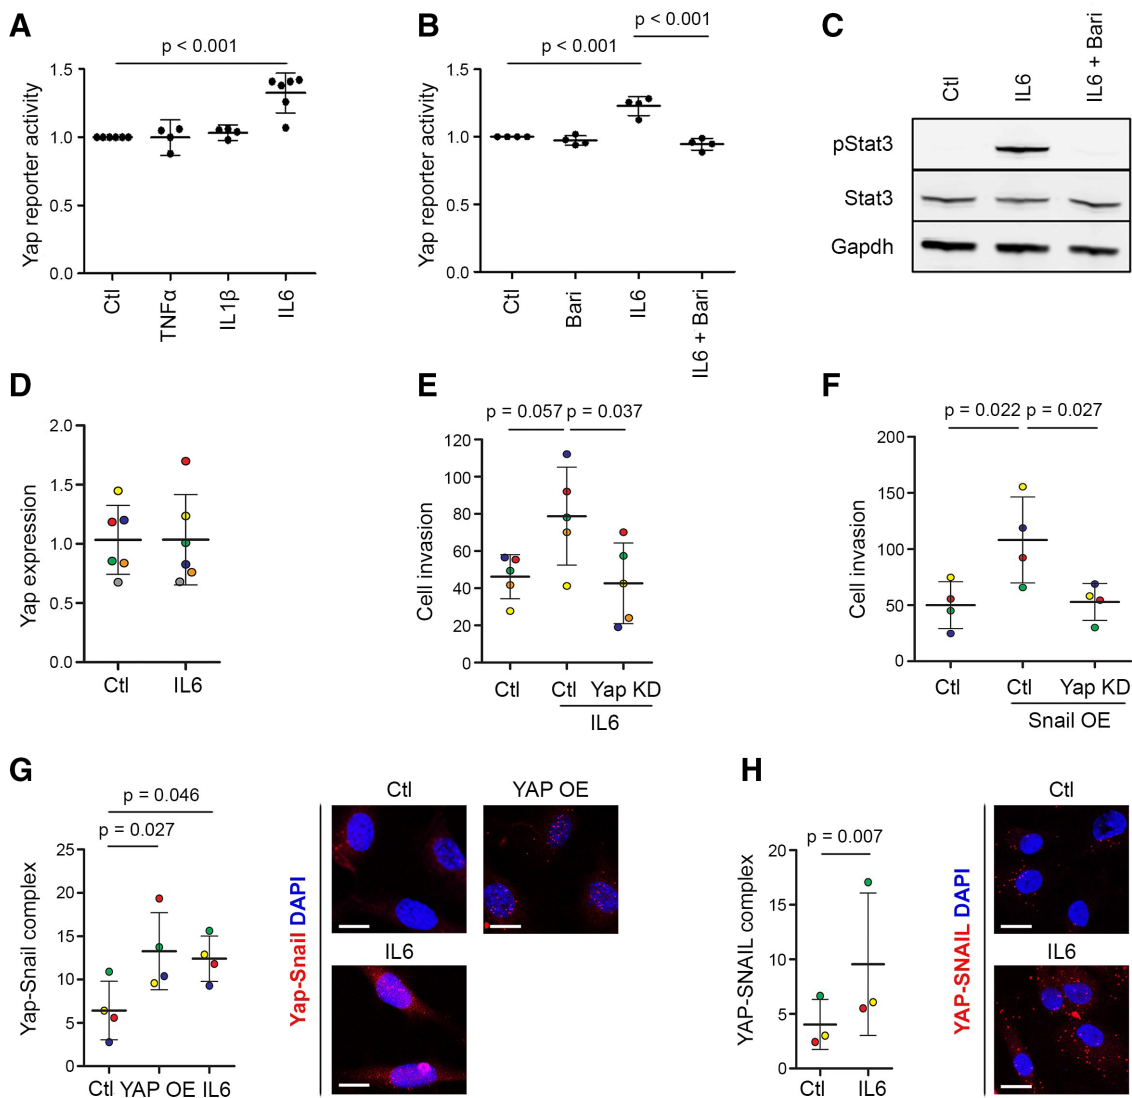 A
p < 0.001
Yap reporter activity
1.5
1.0
0.5
0.0
Ctl
TNFα
IL1β
IL6
B
p < 0.001
p < 0.001
Yap reporter activity
1.5
1.0
0.5
0.0
Ctl
Bari
IL6
IL6 + Bari
C
Ctl
IL6
IL6 + Bari
pStat3
Stat3
Gapdh
D
Yap expression
2.0
1.5
1.0
0.5
0.0
Ctl
IL6
E
p = 0.057
p = 0.037
Cell invasion
120
100
80
60
40
20
0
Ctl
Ctl
Yap KD
IL6
F
p = 0.022
p = 0.027
Cell invasion
200
150
100
50
0
Ctl
Ctl
Yap KD
Snail OE
G
p = 0.046
p = 0.027
Yap-Snail complex
25
20
15
10
5
0
Ctl
YAP OE
IL6
Yap-Snail DAPI
Ctl
YAP OE
IL6
H
p = 0.007
YAP-SNAIL complex
20
15
10
5
0
Ctl
IL6
YAP-SNAIL DAPI
Ctl
IL6